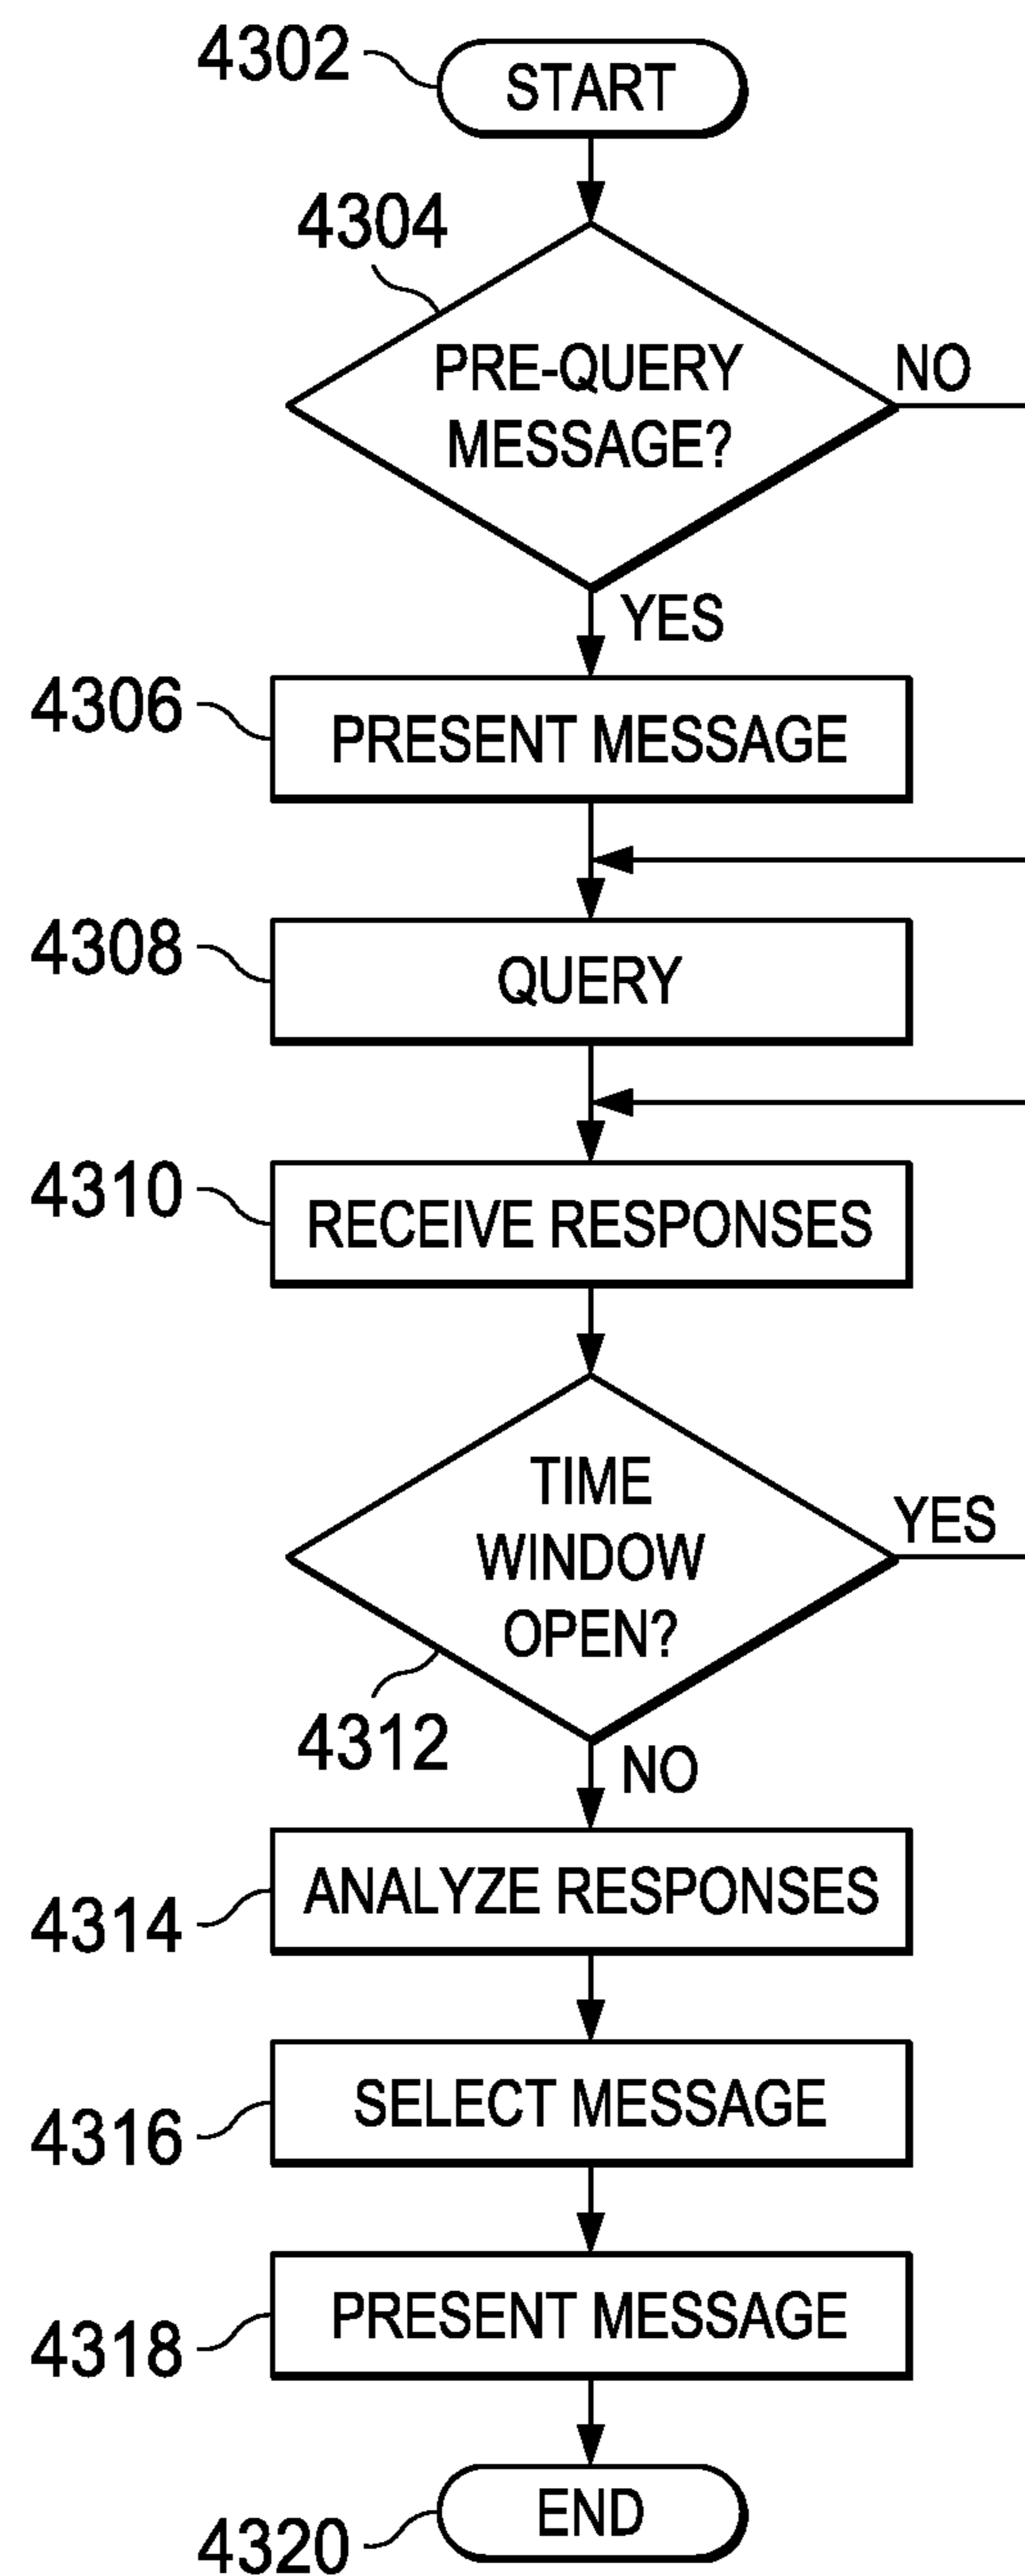 4302
START
4304
PRE-QUERY
MESSAGE?
NO
YES
4306
PRESENT MESSAGE
4308
QUERY
4310
RECEIVE RESPONSES
TIME
WINDOW
OPEN?
YES
4312
NO
4314
ANALYZE RESPONSES
4316
SELECT MESSAGE
4318
PRESENT MESSAGE
4320
END